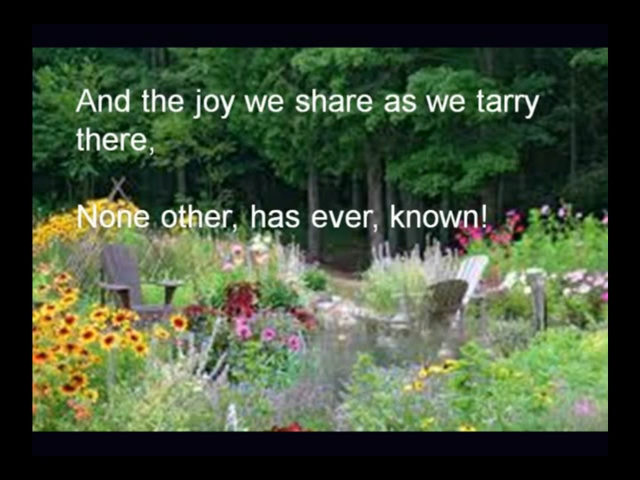 And the joy we share as we tarry
there,
None other, has ever, known!